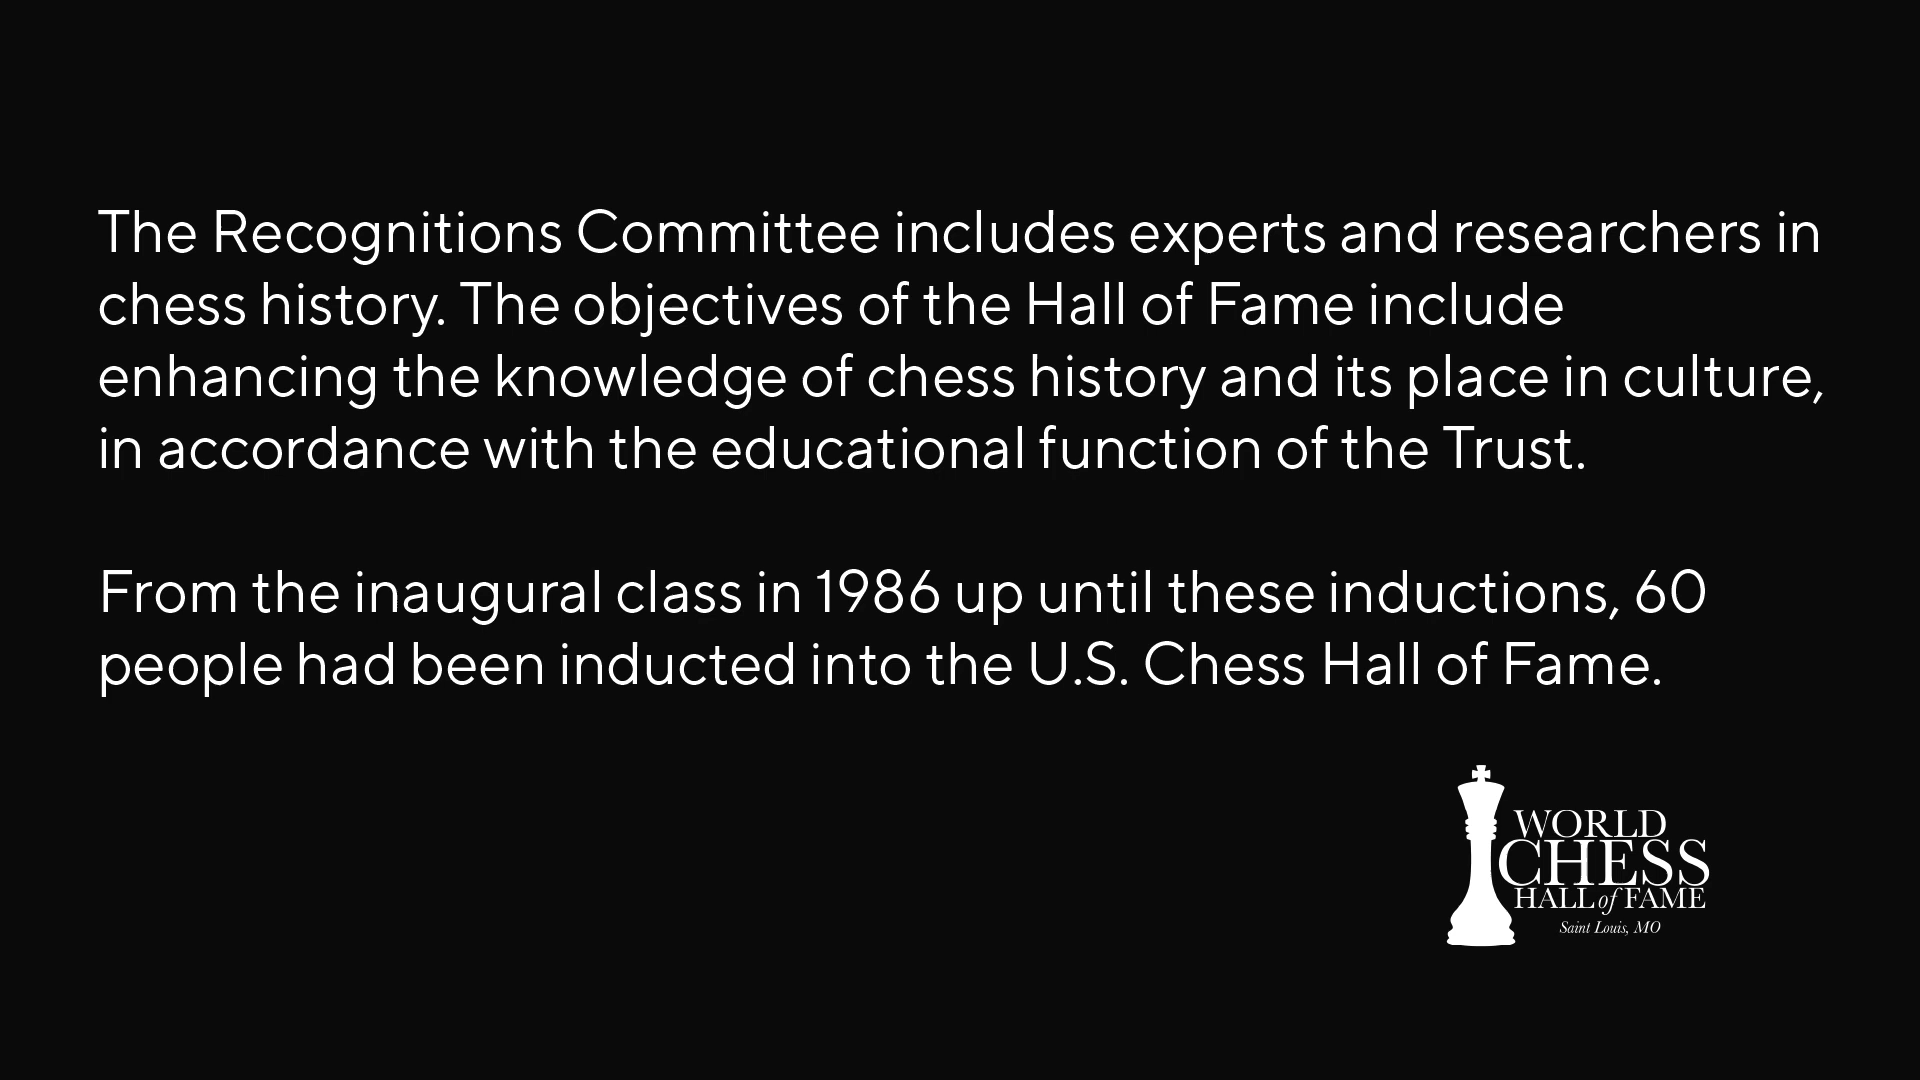 The Recognitions Committee includes experts and researchers in
chess history. The objectives of the Hall of Fame include
enhancing the knowledge of chess history and its place in culture,
in accordance with the educational function of the Trust.
From the inaugural class in 1986 up until these inductions, 60
people had been inducted into the U.S. Chess Hall of Fame.
WORLD
CHESS
HALL of FAME
Saint Louis, MO